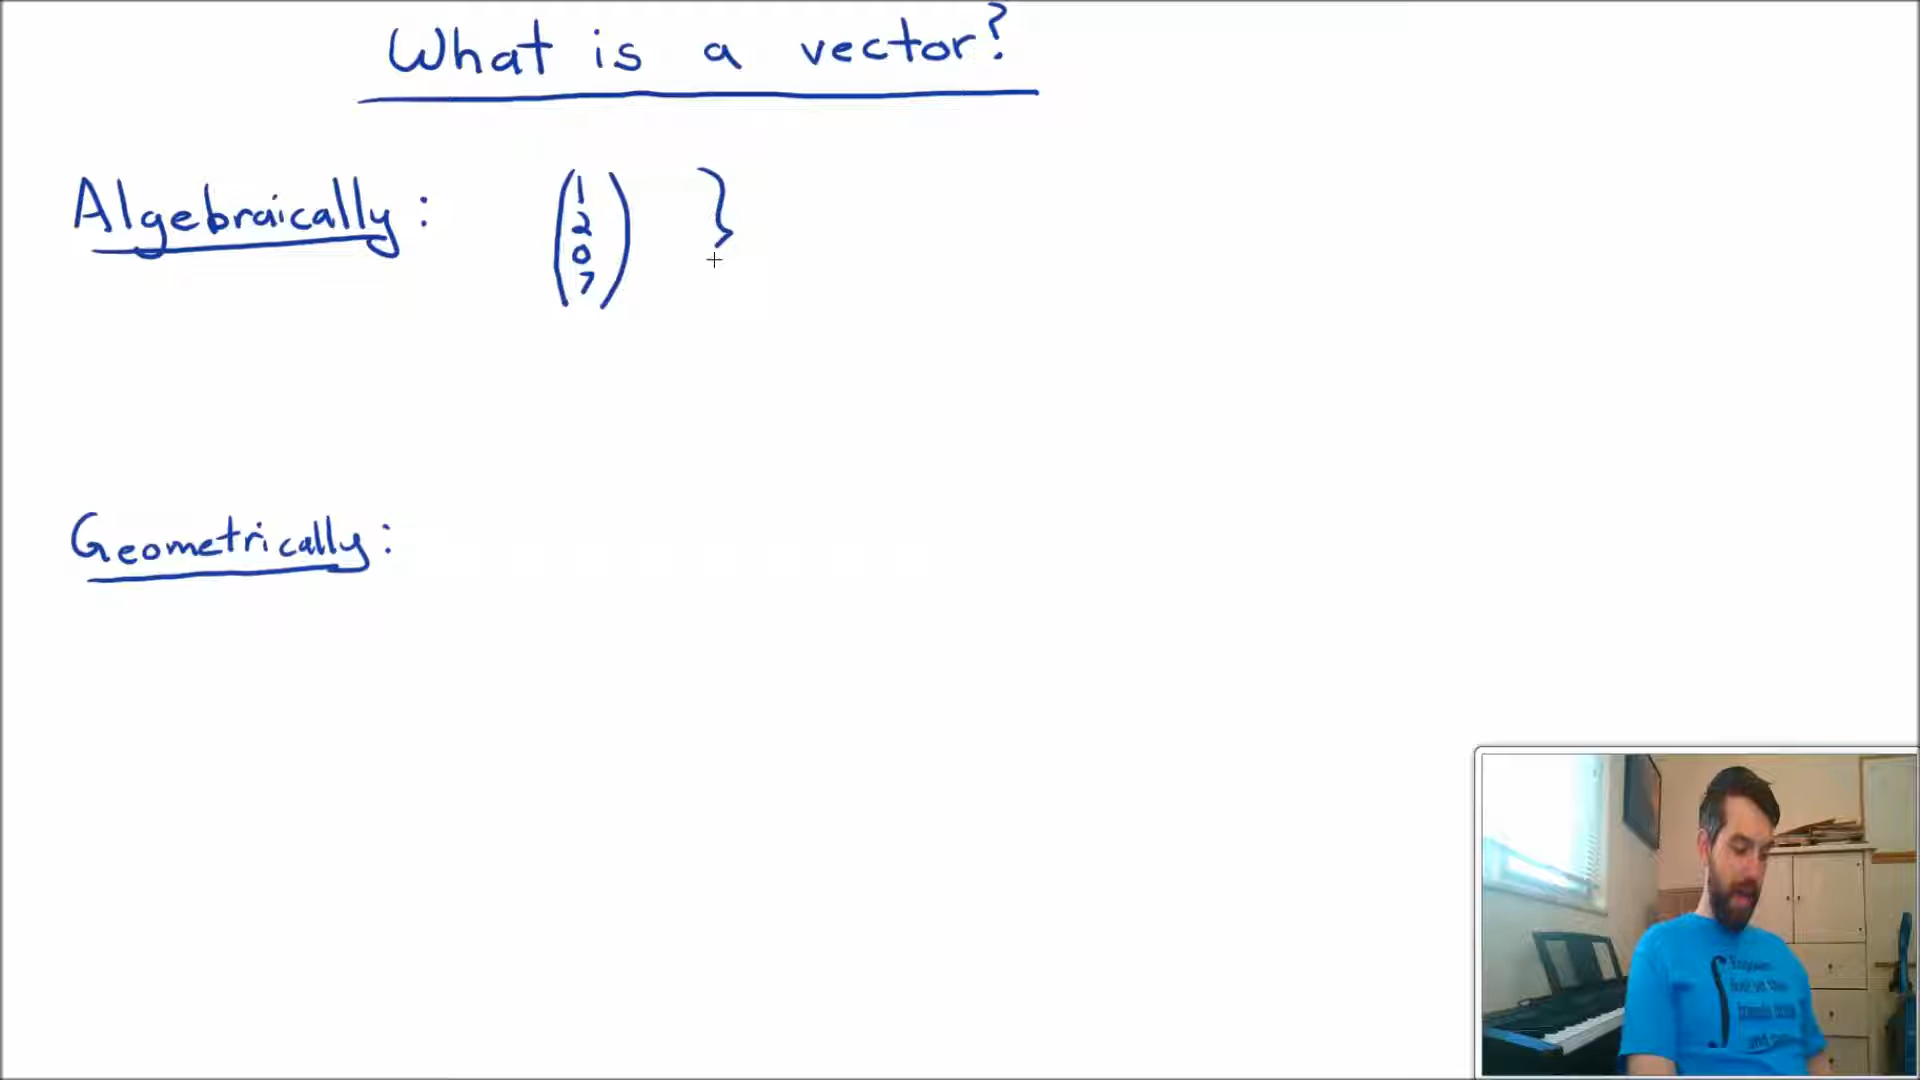 What is a vector?
Algebraically: (1 2 0 7) }
Geometrically: